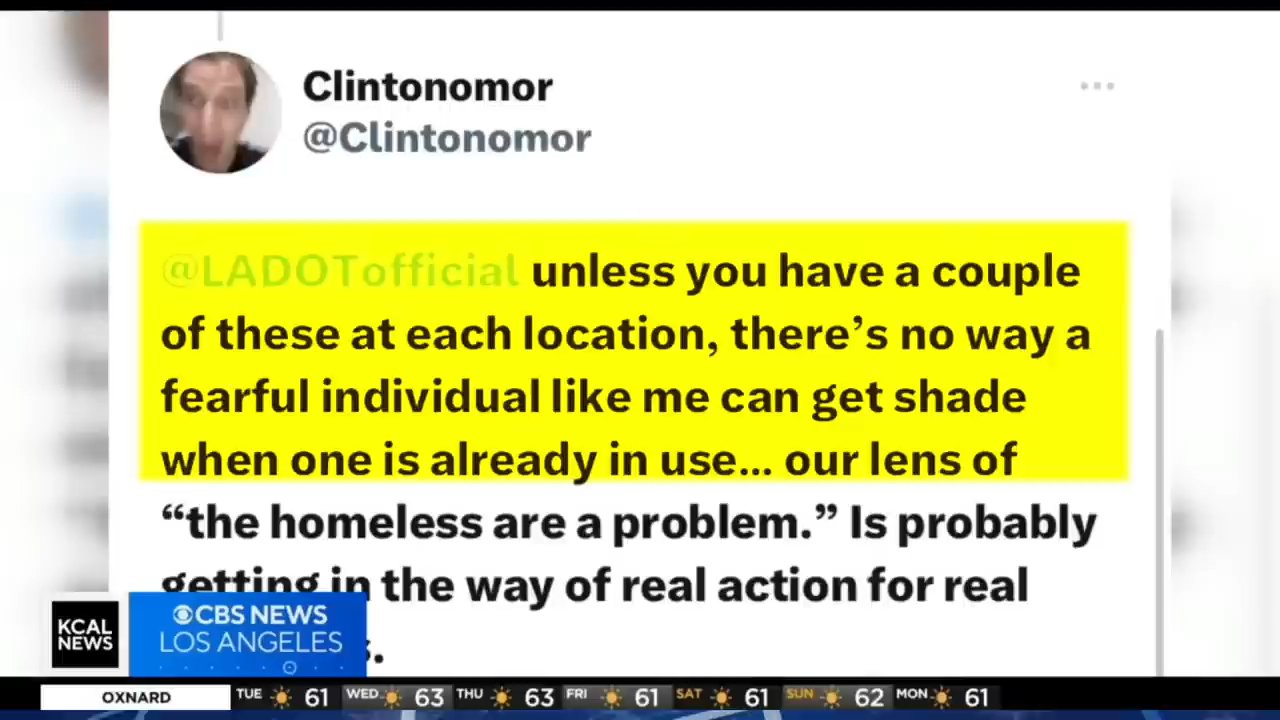 Clintonomor
@Clintonomor
@LADOTofficial unless you have a couple
of these at each location, there's no way a
fearful individual like me can get shade
when one is already in use... our lens of
“the homeless are a problem.” Is probably
getting in the way of real action for real
KCAL NEWS
CBS NEWS
LOS ANGELES
OXNARD TUE 61 WED 63 THU 63 FRI 61 SAT 61 SUN 62 MON 61